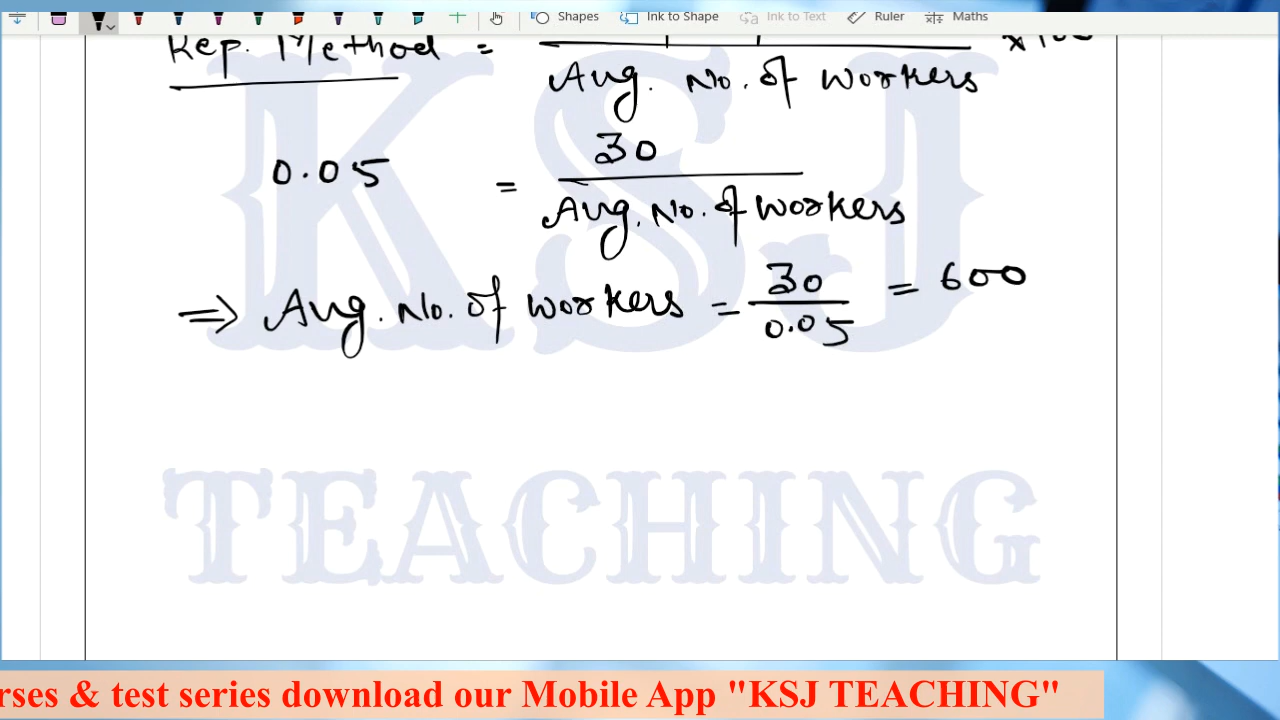 Shapes Ink to Shape Ink to Text Ruler Maths
Rep. Method =
Avg. No. of workers
0.05 = 30
Avg. No. of workers
⇒ Avg. No. of workers = 30 / 0.05 = 600
KSJ
TEACHING
rses & test series download our Mobile App "KSJ TEACHING"